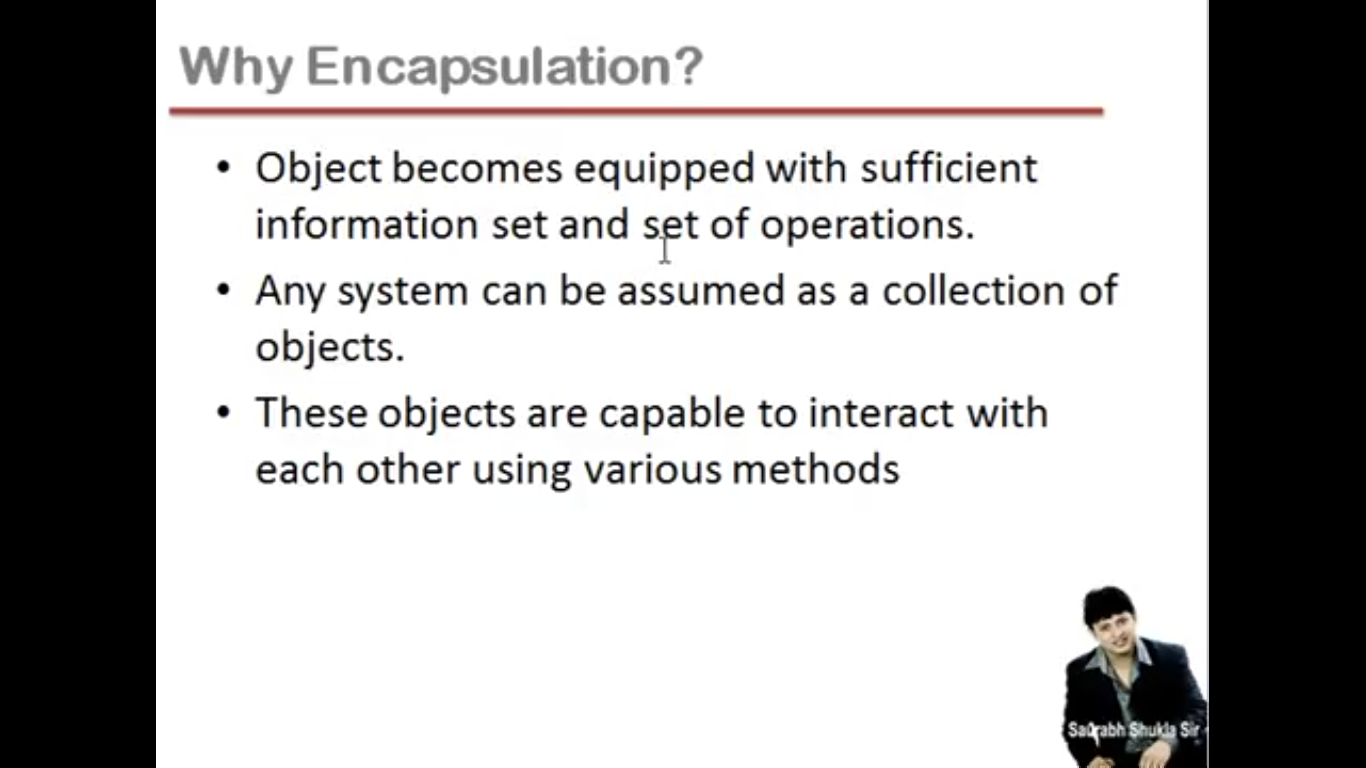 Why Encapsulation?
• Object becomes equipped with sufficient
information set and set of operations.
• Any system can be assumed as a collection of
objects.
• These objects are capable to interact with
each other using various methods
Saurabh Shukla Sir